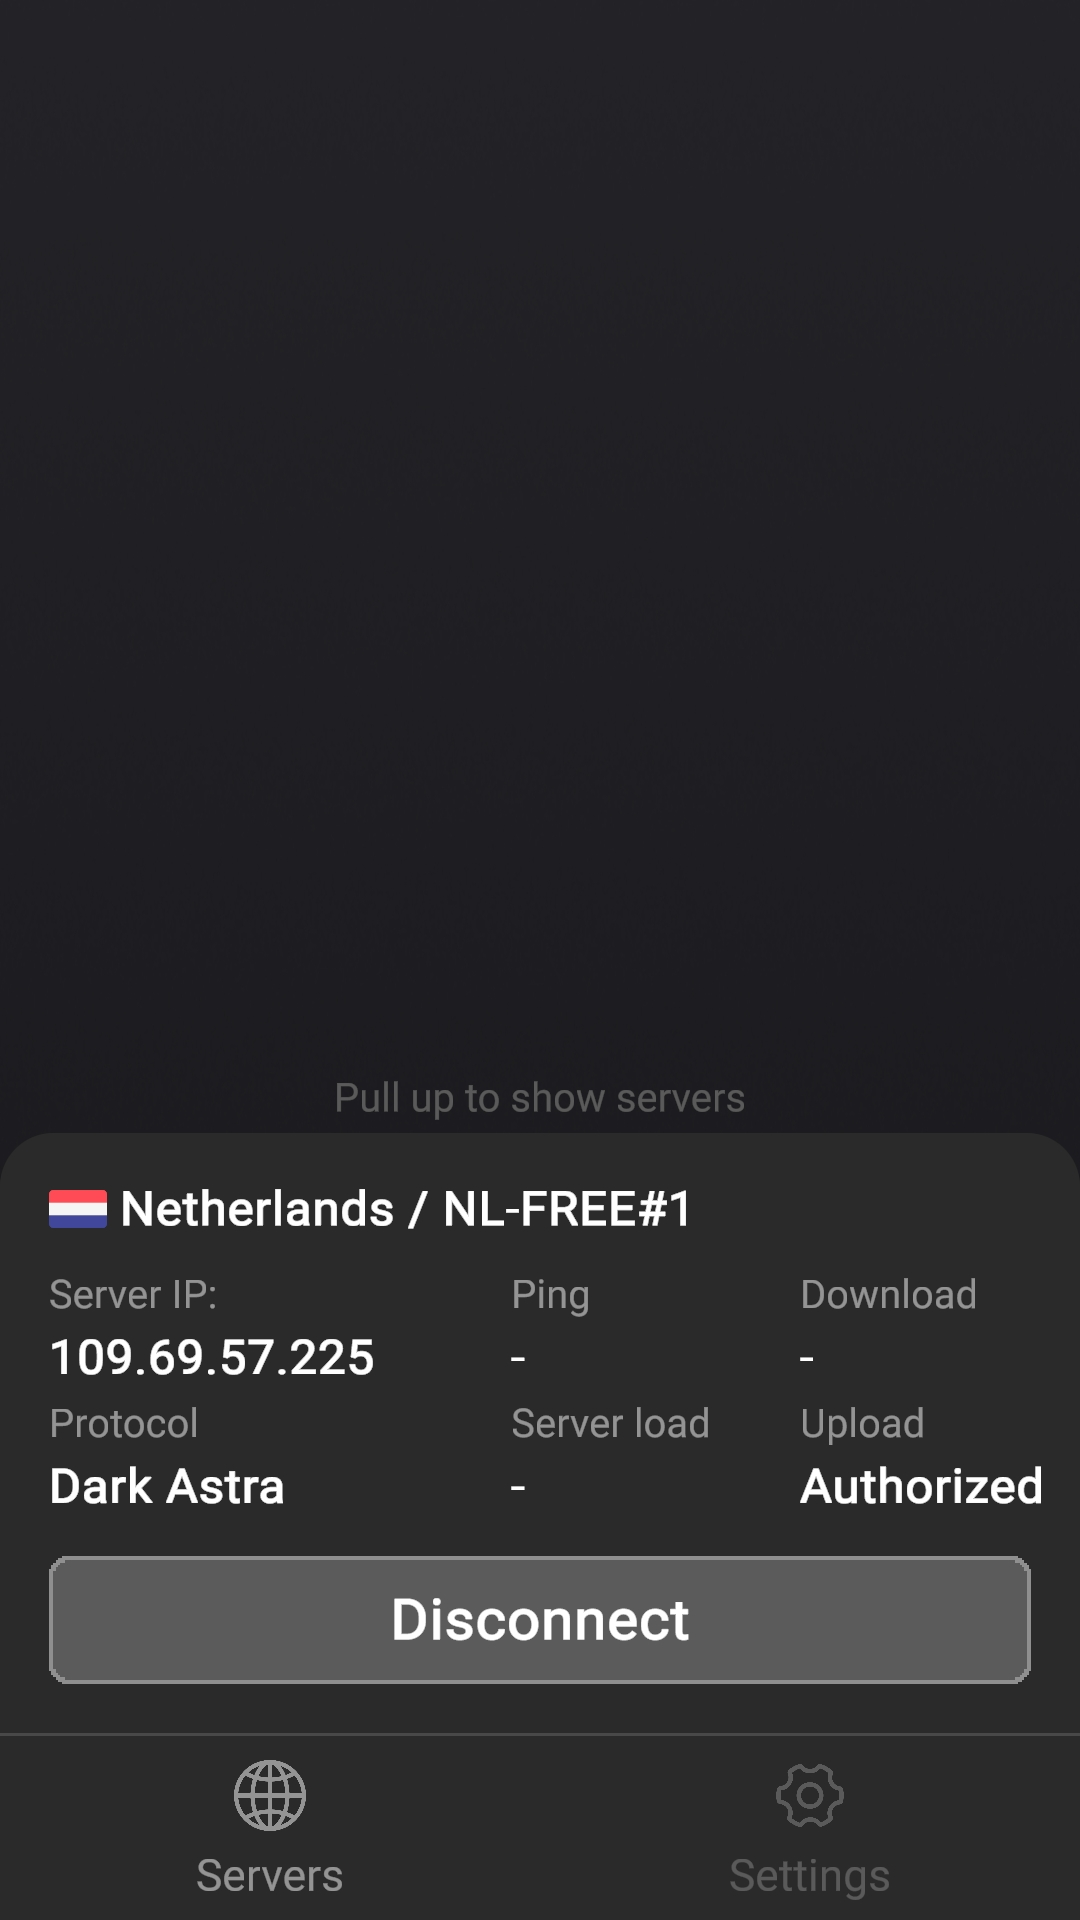 Pull up to show servers
Netherlands / NL-FREE#1
Server IP: Ping Download
109.69.57.225 - -
Protocol Server load Upload
Dark Astra - Authorized
Disconnect
Servers Settings